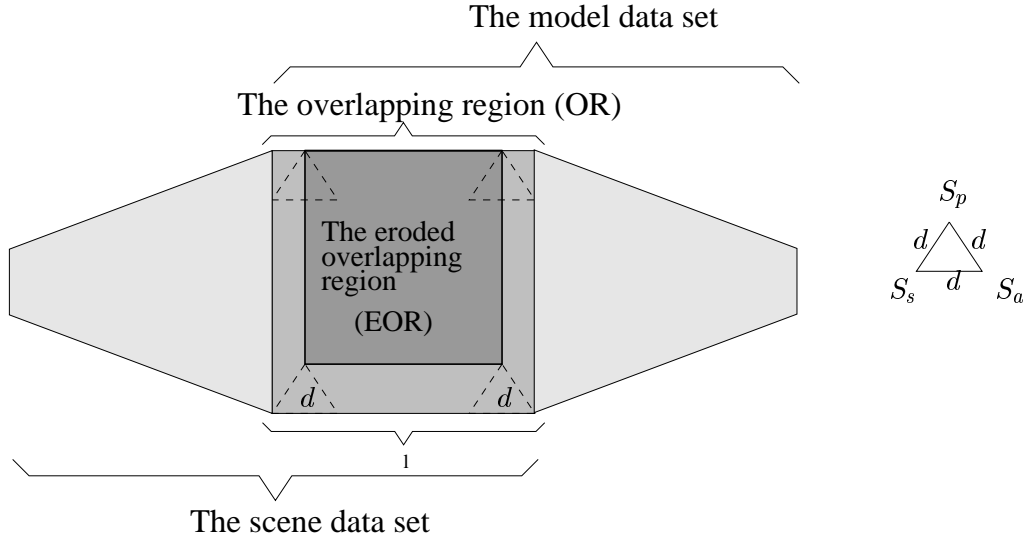 The model data set
The overlapping region (OR)
The eroded
overlapping
region
(EOR)
d
d
l
The scene data set
S_p
d
d
d
S_s
S_a